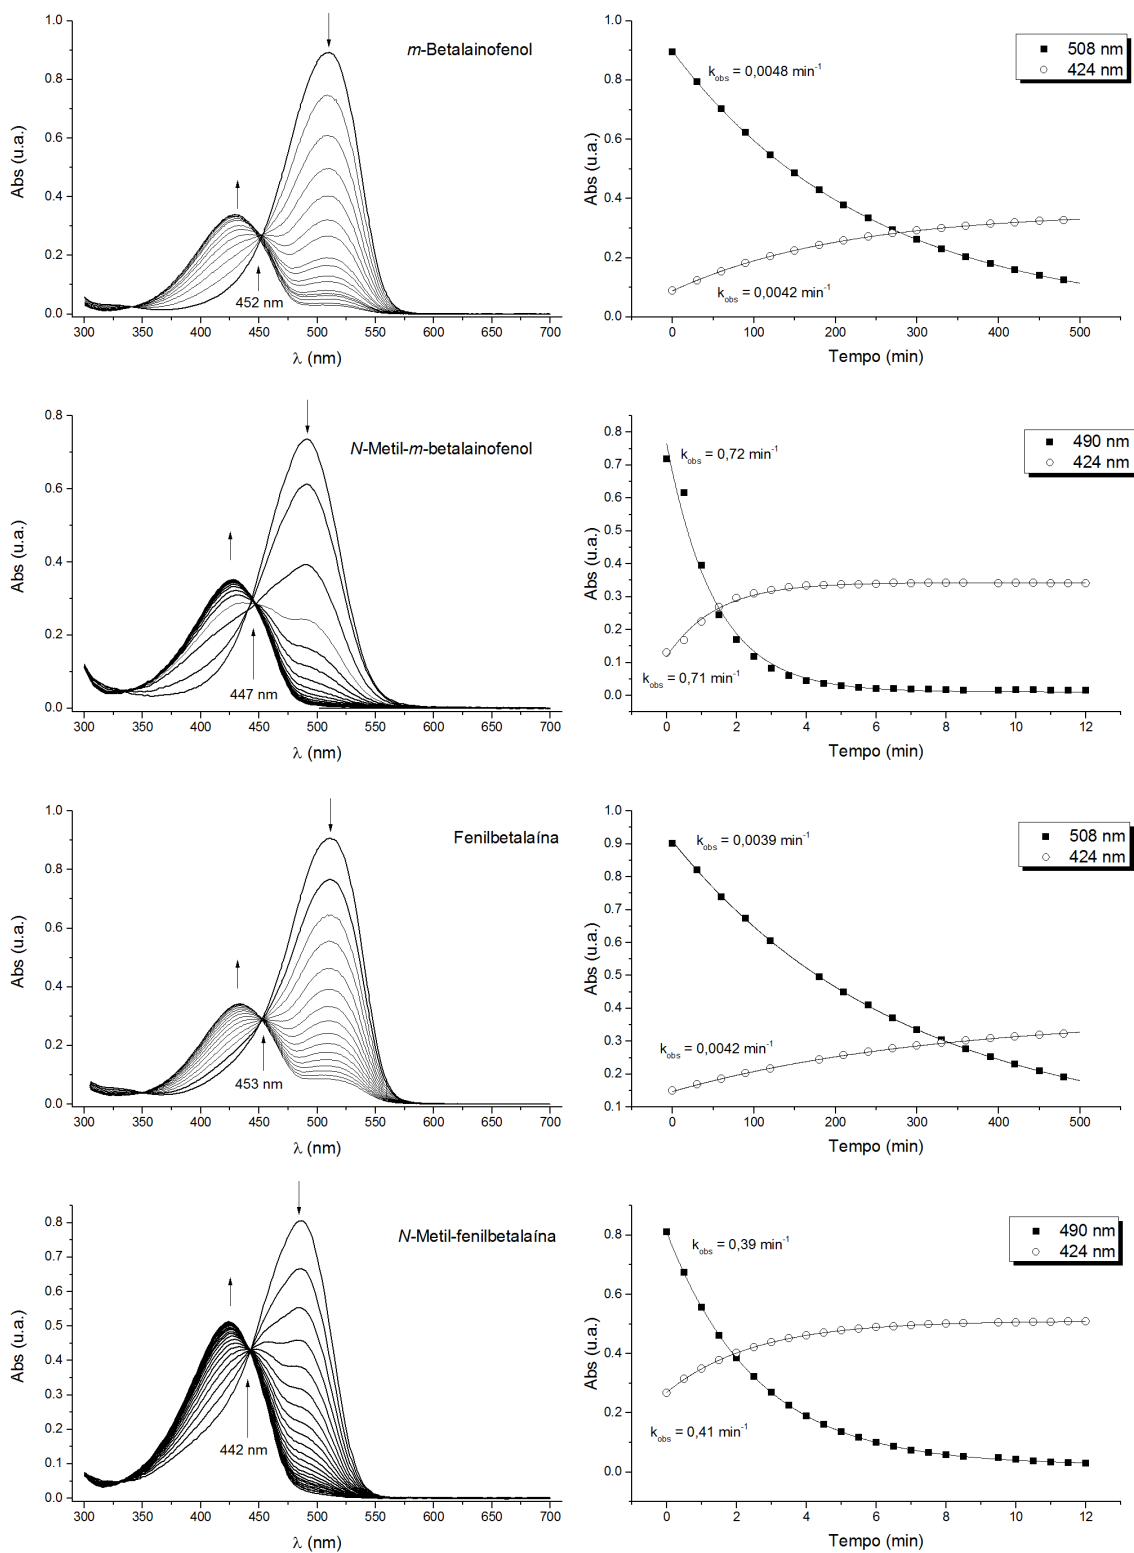 m-Betalainofenol
Abs (u.a.)
1.0
0.8
0.6
0.4
0.2
0.0
452 nm
300 350 400 450 500 550 600 650 700
λ (nm)
508 nm
424 nm
kobs = 0,0048 min-1
Abs (u.a.)
1.0
0.8
0.6
0.4
0.2
0.0
kobs = 0,0042 min-1
0 100 200 300 400 500
Tempo (min)
N-Metil-m-betalainofenol
Abs (u.a.)
0.8
0.6
0.4
0.2
0.0
447 nm
300 350 400 450 500 550 600 650 700
λ (nm)
490 nm
424 nm
kobs = 0,72 min-1
Abs (u.a.)
0.8
0.7
0.6
0.5
0.4
0.3
0.2
0.1
0.0
kobs = 0,71 min-1
0 2 4 6 8 10 12
Tempo (min)
Fenilbetalaína
Abs (u.a.)
1.0
0.8
0.6
0.4
0.2
0.0
453 nm
300 350 400 450 500 550 600 650 700
λ (nm)
508 nm
424 nm
kobs = 0,0039 min-1
Abs (u.a.)
1.0
0.9
0.8
0.7
0.6
0.5
0.4
0.3
0.2
0.1
kobs = 0,0042 min-1
0 100 200 300 400 500
Tempo (min)
N-Metil-fenilbetalaína
Abs (u.a.)
0.8
0.7
0.6
0.5
0.4
0.3
0.2
0.1
0.0
442 nm
300 350 400 450 500 550 600 650 700
λ (nm)
490 nm
424 nm
kobs = 0,39 min-1
Abs (u.a.)
0.8
0.6
0.4
0.2
0.0
kobs = 0,41 min-1
0 2 4 6 8 10 12
Tempo (min)